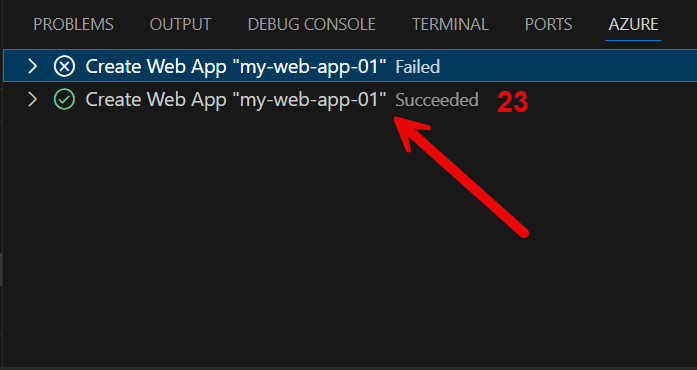 PROBLEMS OUTPUT DEBUG CONSOLE TERMINAL PORTS AZURE
Create Web App "my-web-app-01" Failed
Create Web App "my-web-app-01" Succeeded 23